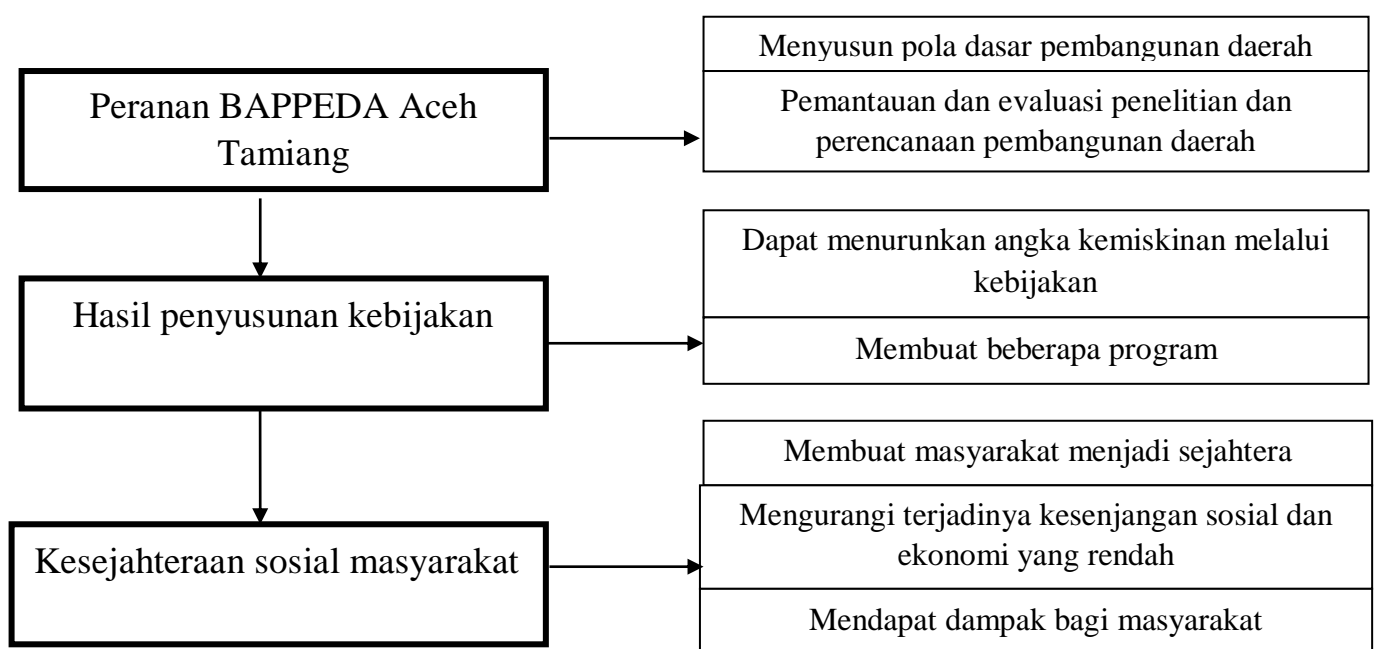 Peranan BAPPEDA Aceh
Tamiang
Menyusun pola dasar pembangunan daerah
Pemantauan dan evaluasi penelitian dan
perencanaan pembangunan daerah
Hasil penyusunan kebijakan
Dapat menurunkan angka kemiskinan melalui
kebijakan
Membuat beberapa program
Kesejahteraan sosial masyarakat
Membuat masyarakat menjadi sejahtera
Mengurangi terjadinya kesenjangan sosial dan
ekonomi yang rendah
Mendapat dampak bagi masyarakat